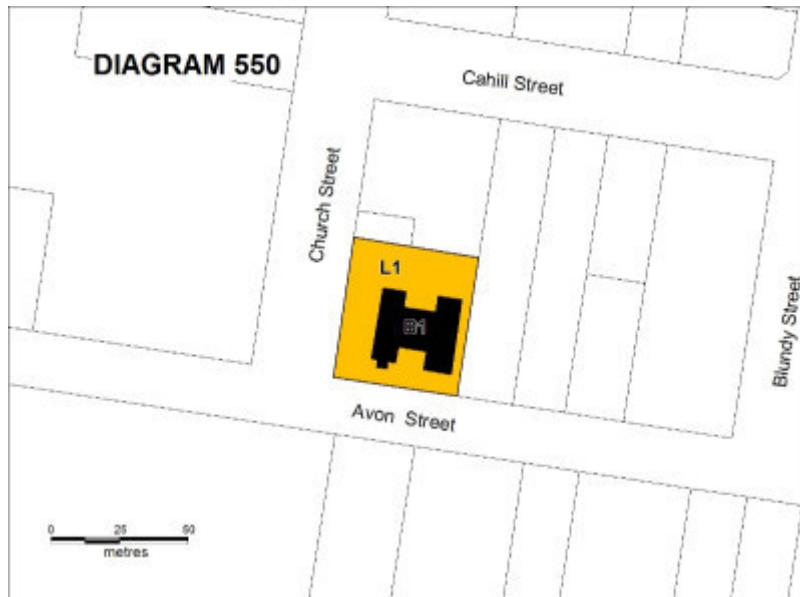 DIAGRAM 550
Cahill Street
Church Street
L1
B1
Blundy Street
Avon Street
0 25 50
metres